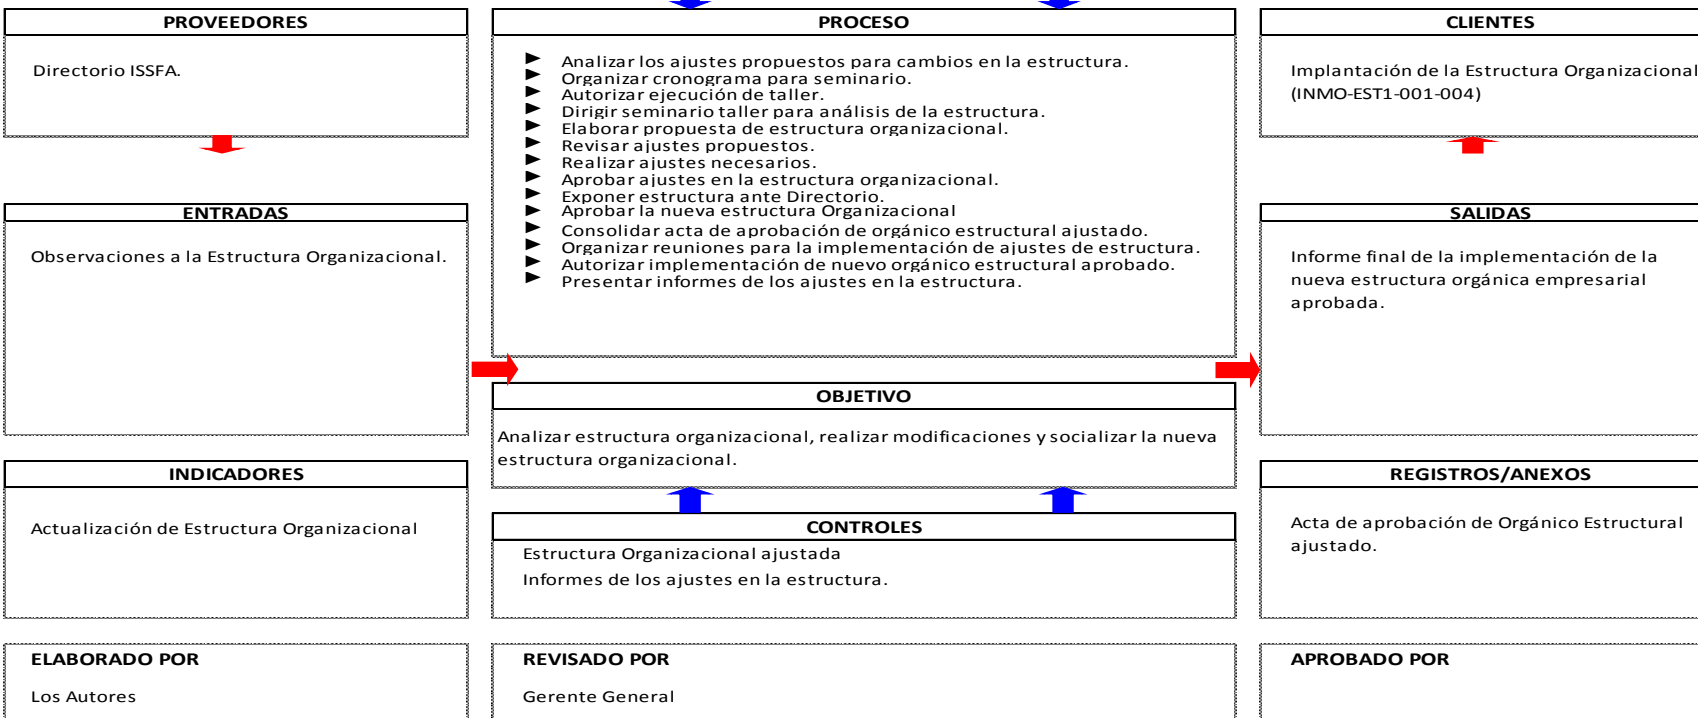 PROVEEDORES
Directorio ISSFA.
PROCESO
Analizar los ajustes propuestos para cambios en la estructura.
Organizar cronograma para seminario.
Autorizar ejecución de taller.
Dirigir seminario taller para análisis de la estructura.
Elaborar propuesta de estructura organizacional.
Revisar ajustes propuestos.
Realizar ajustes necesarios.
Aprobar ajustes en la estructura organizacional.
Exponer estructura ante Directorio.
Aprobar la nueva estructura Organizacional
Consolidar acta de aprobación de orgánico estructural ajustado.
Organizar reuniones para la implementación de ajustes de estructura.
Autorizar implementación de nuevo orgánico estructural aprobado.
Presentar informes de los ajustes en la estructura.
CLIENTES
Implantación de la Estructura Organizacional
(INMO-EST1-001-004)
ENTRADAS
Observaciones a la Estructura Organizacional.
SALIDAS
Informe final de la implementación de la
nueva estructura orgánica empresarial
aprobada.
OBJETIVO
Analizar estructura organizacional, realizar modificaciones y socializar la nueva
estructura organizacional.
INDICADORES
Actualización de Estructura Organizacional
CONTROLES
Estructura Organizacional ajustada
Informes de los ajustes en la estructura.
REGISTROS/ANEXOS
Acta de aprobación de Orgánico Estructural
ajustado.
ELABORADO POR
Los Autores
REVISADO POR
Gerente General
APROBADO POR